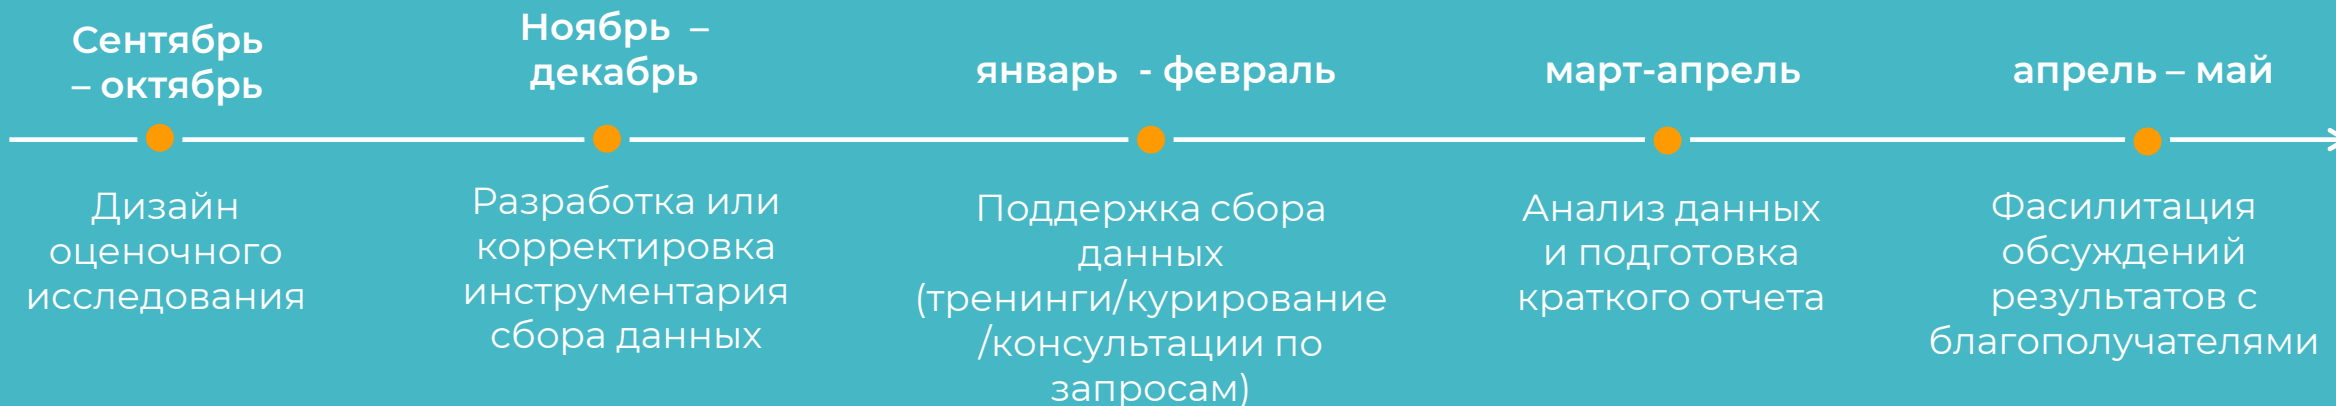 Сентябрь
– октябрь
Дизайн
оценочного
исследования
Ноябрь –
декабрь
Разработка или
корректировка
инструментария
сбора данных
январь - февраль
Поддержка сбора
данных
(тренинги/курирование
/консультации по
запросам)
март-апрель
Анализ данных
и подготовка
краткого отчета
апрель – май
Фасилитация
обсуждений
результатов с
благополучателями